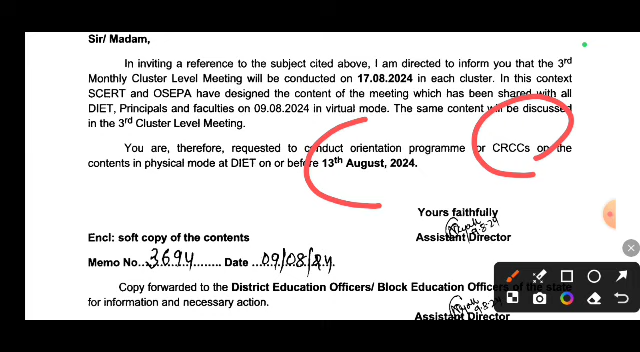 Sir/ Madam,
In inviting a reference to the subject cited above, I am directed to inform you that the 3rd
Monthly Cluster Level Meeting will be conducted on 17.08.2024 in each cluster. In this context
SCERT and OSEPA have designed the content of the meeting which has been shared with all
DIET, Principals and faculties on 09.08.2024 in virtual mode. The same content will be discussed
in the 3rd Cluster Level Meeting.
You are, therefore, requested to conduct orientation programme for CRCCs on the
contents in physical mode at DIET on or before 13th August, 2024.
Yours faithfully
9.8.24
Assistant Director
Encl: soft copy of the contents
Memo No. 3694 ........ Date 09/08/24.
Copy forwarded to the District Education Officers/ Block Education Officers of the state
for information and necessary action.
9.8.24
Assistant Director